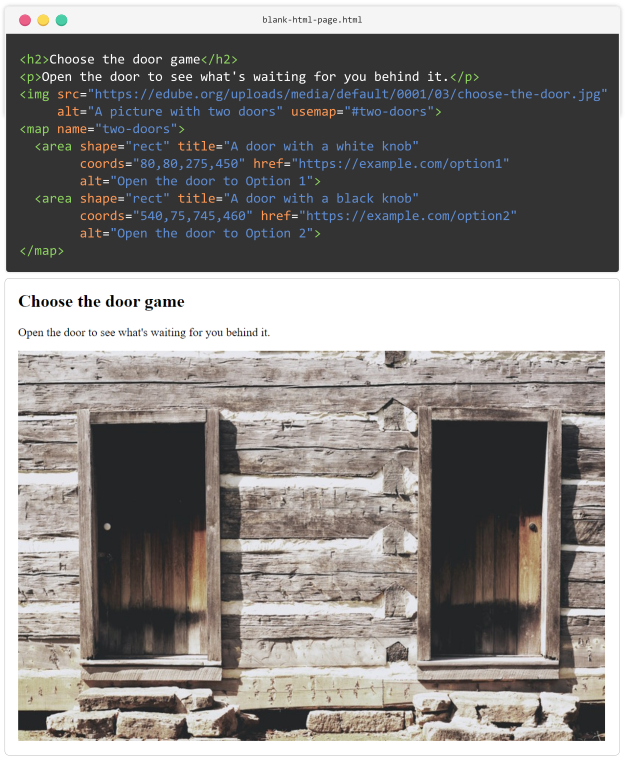 blank-html-page.html
<h2>Choose the door game</h2>
<p>Open the door to see what's waiting for you behind it.</p>
<img src="https://edube.org/uploads/media/default/0001/03/choose-the-door.jpg"
     alt="A picture with two doors" usemap="#two-doors">
<map name="two-doors">
  <area shape="rect" title="A door with a white knob"
        coords="80,80,275,450" href="https://example.com/option1"
        alt="Open the door to Option 1">
  <area shape="rect" title="A door with a black knob"
        coords="540,75,745,460" href="https://example.com/option2"
        alt="Open the door to Option 2">
</map>
Choose the door game
Open the door to see what's waiting for you behind it.